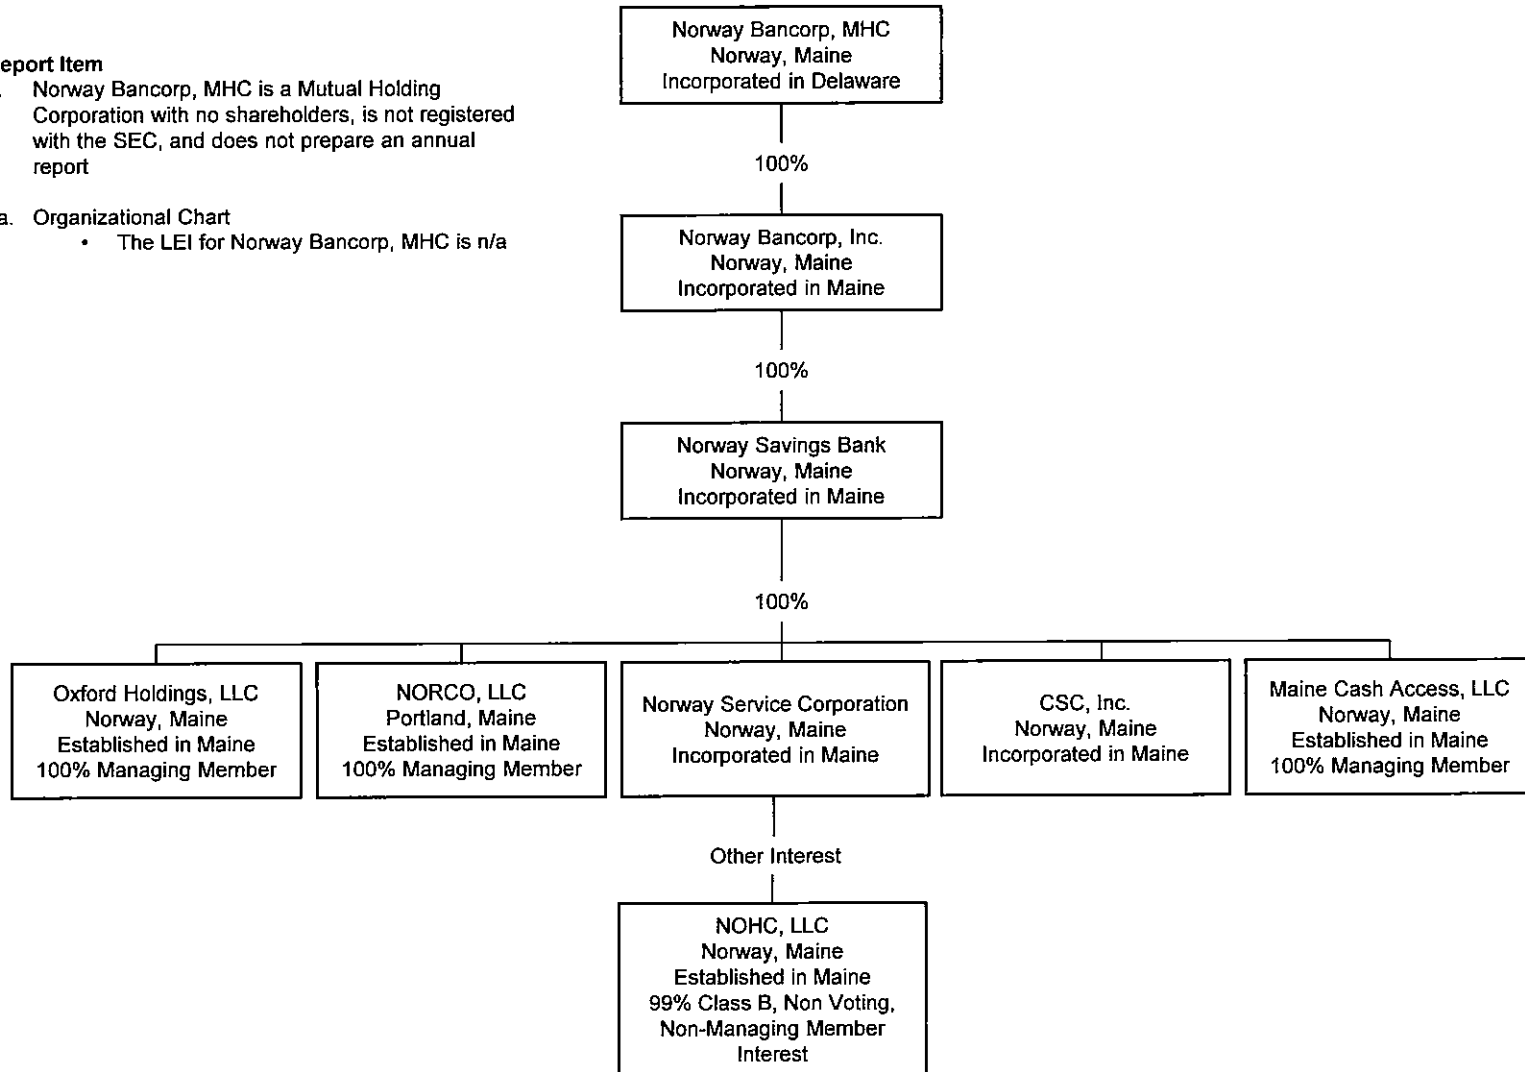 eport Item
. Norway Bancorp, MHC is a Mutual Holding
Corporation with no shareholders, is not registered
with the SEC, and does not prepare an annual
report
a. Organizational Chart
• The LEI for Norway Bancorp, MHC is n/a
Norway Bancorp, MHC
Norway, Maine
Incorporated in Delaware
100%
Norway Bancorp, Inc.
Norway, Maine
Incorporated in Maine
100%
Norway Savings Bank
Norway, Maine
Incorporated in Maine
100%
Oxford Holdings, LLC
Norway, Maine
Established in Maine
100% Managing Member
NORCO, LLC
Portland, Maine
Established in Maine
100% Managing Member
Norway Service Corporation
Norway, Maine
Incorporated in Maine
CSC, Inc.
Norway, Maine
Incorporated in Maine
Maine Cash Access, LLC
Norway, Maine
Established in Maine
100% Managing Member
Other Interest
NOHC, LLC
Norway, Maine
Established in Maine
99% Class B, Non Voting,
Non-Managing Member
Interest